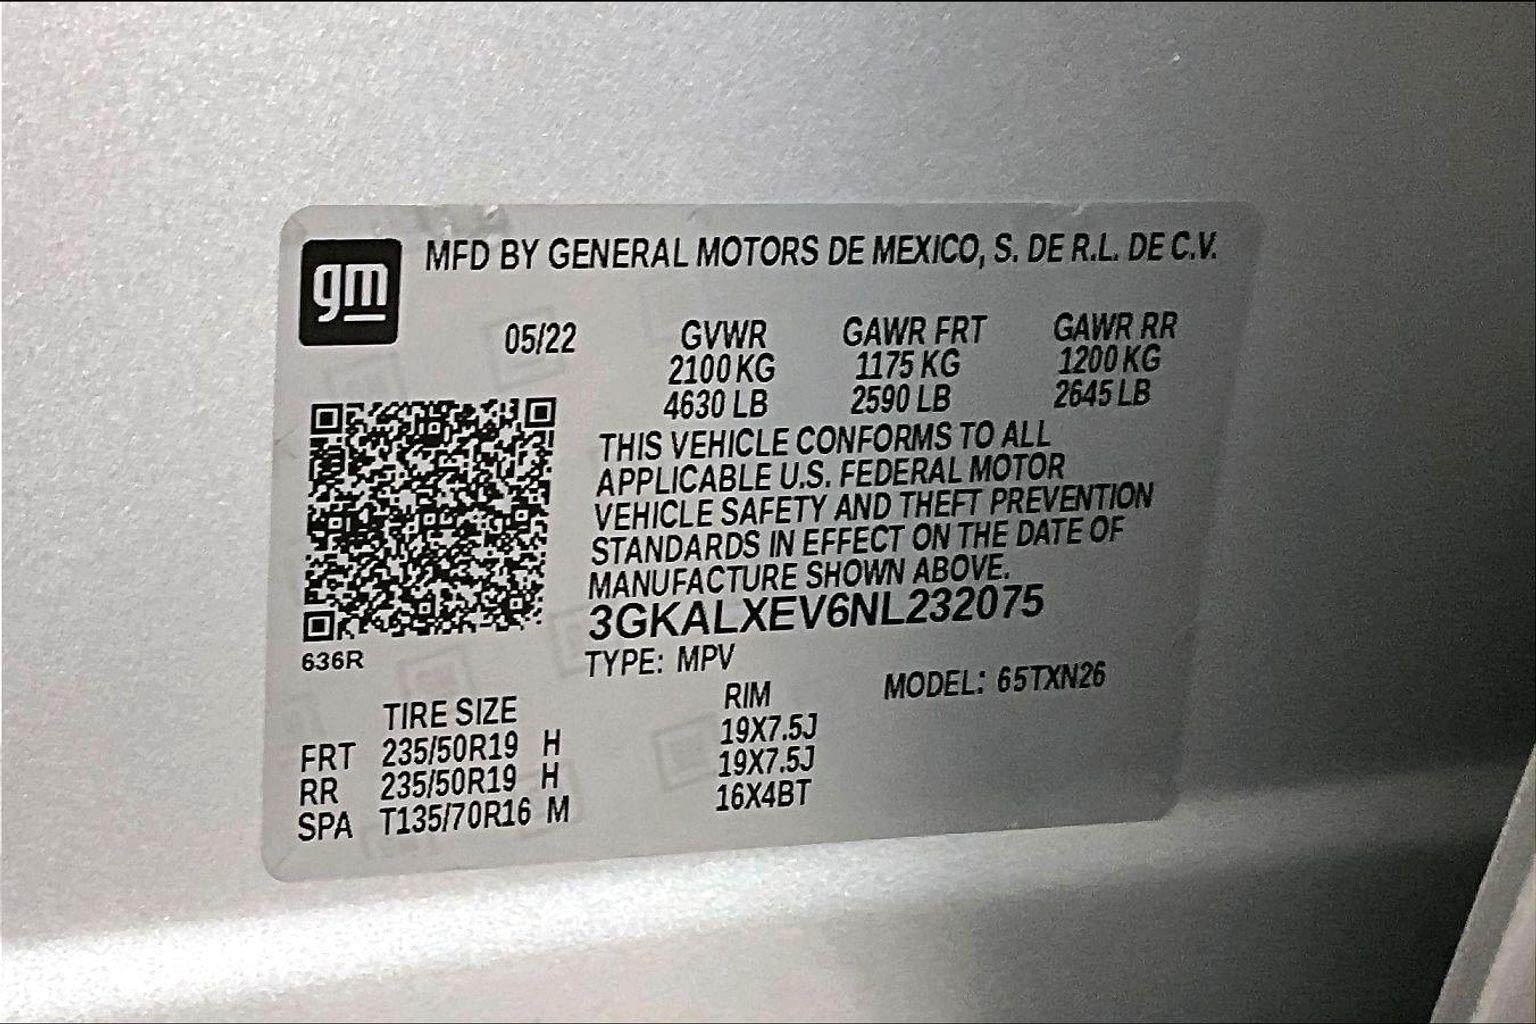 gm
MFD BY GENERAL MOTORS DE MEXICO, S. DE R.L. DE C.V.
05/22 GVWR GAWR FRT GAWR RR
2100 KG 1175 KG 1200 KG
4630 LB 2590 LB 2645 LB
THIS VEHICLE CONFORMS TO ALL
APPLICABLE U.S. FEDERAL MOTOR
VEHICLE SAFETY AND THEFT PREVENTION
STANDARDS IN EFFECT ON THE DATE OF
MANUFACTURE SHOWN ABOVE.
3GKALXEV6NL232075
636R
TYPE: MPV MODEL: 65TXN26
TIRE SIZE RIM
FRT 235/50R19 H 19X7.5J
RR 235/50R19 H 19X7.5J
SPA T135/70R16 M 16X4BT